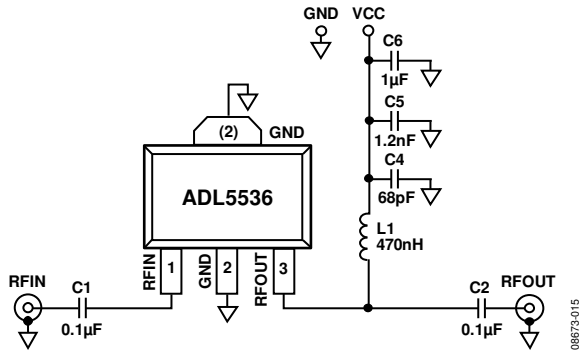 GND VCC
C6
1µF
C5
1.2nF
C4
68pF
(2) GND
ADL5536
L1
470nH
RFIN 1
GND 2
RFOUT 3
RFIN
C1
0.1µF
C2
0.1µF
RFOUT
08673-015